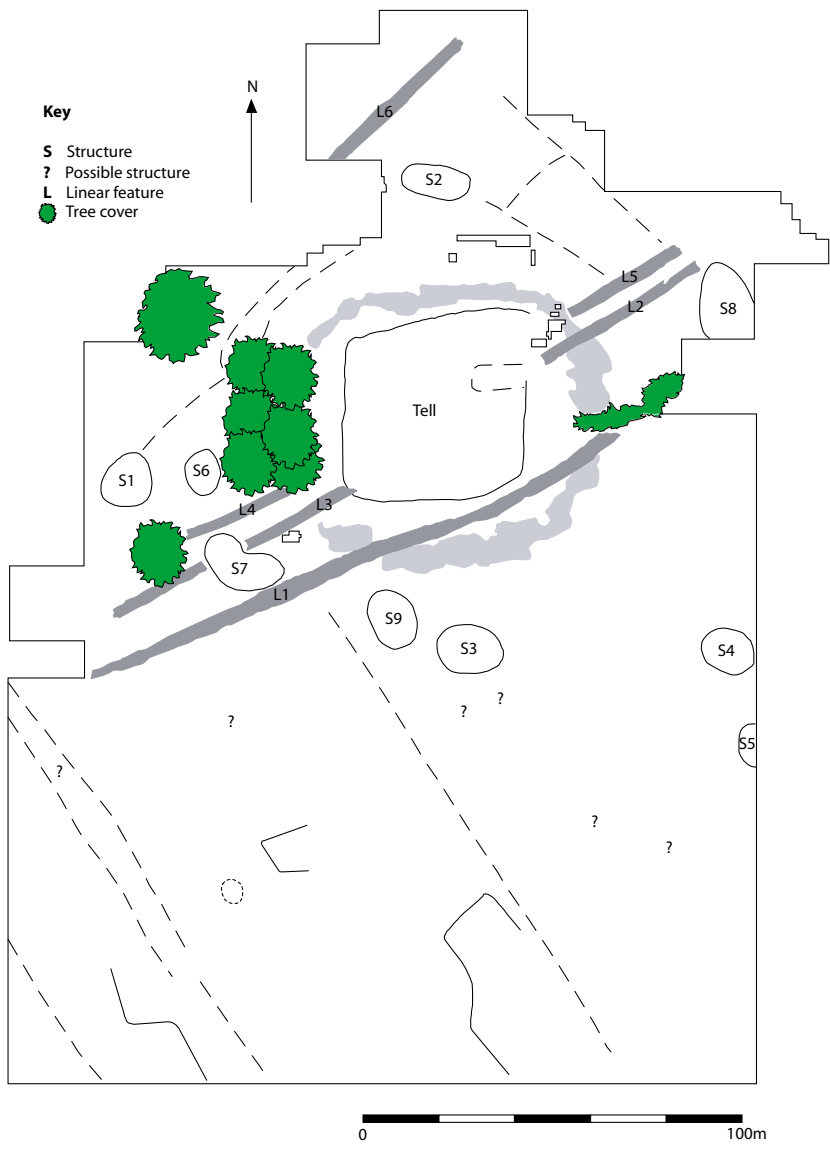 Key
N
S Structure
? Possible structure
L Linear feature
Tree cover
L6
S2
L5
L2
S8
Tell
S1
S6
L4
L3
S7
L1
S9
S3
S4
?
?
?
S5
?
?
?
0
100m